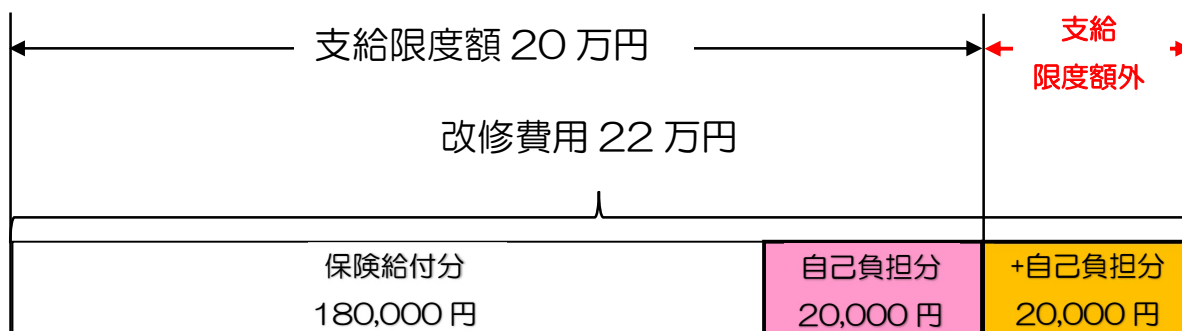 支給限度額 20 万円
支給
限度額外
改修費用 22 万円
保険給付分
180,000 円
自己負担分
20,000 円
+自己負担分
20,000 円